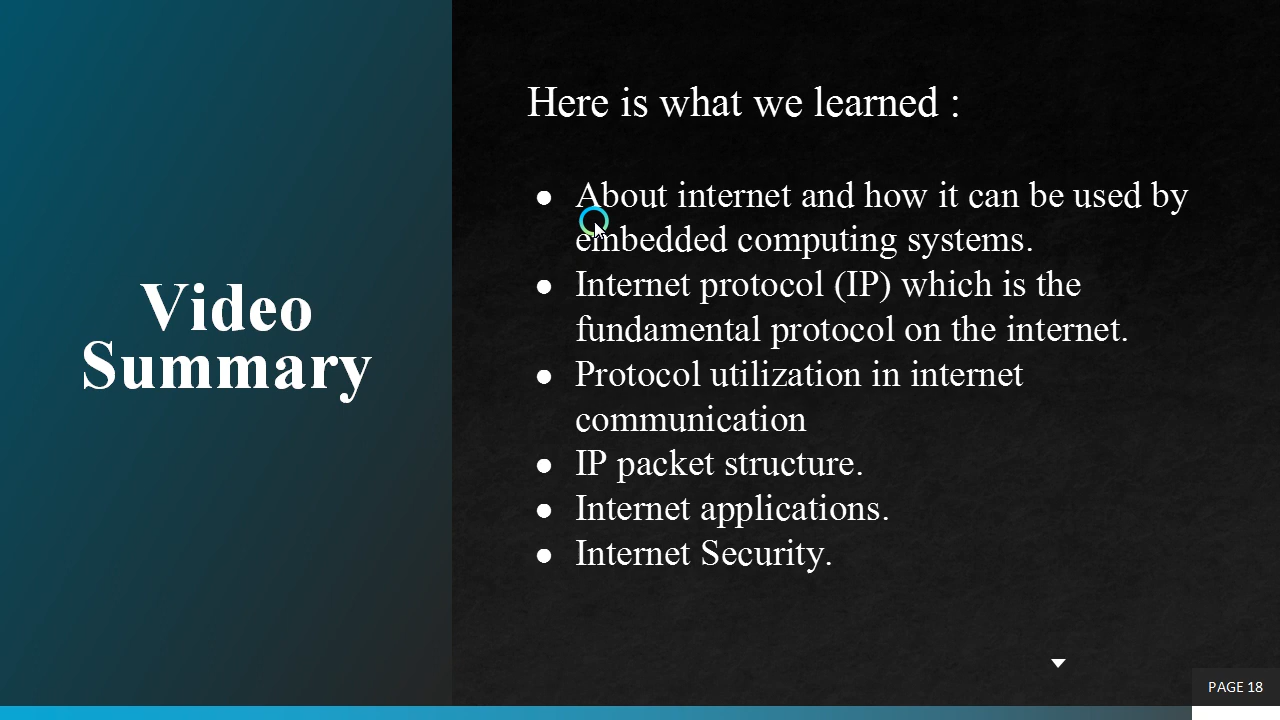 Video
Summary
Here is what we learned :
● About internet and how it can be used by
embedded computing systems.
● Internet protocol (IP) which is the
fundamental protocol on the internet.
● Protocol utilization in internet
communication
● IP packet structure.
● Internet applications.
● Internet Security.
PAGE 18